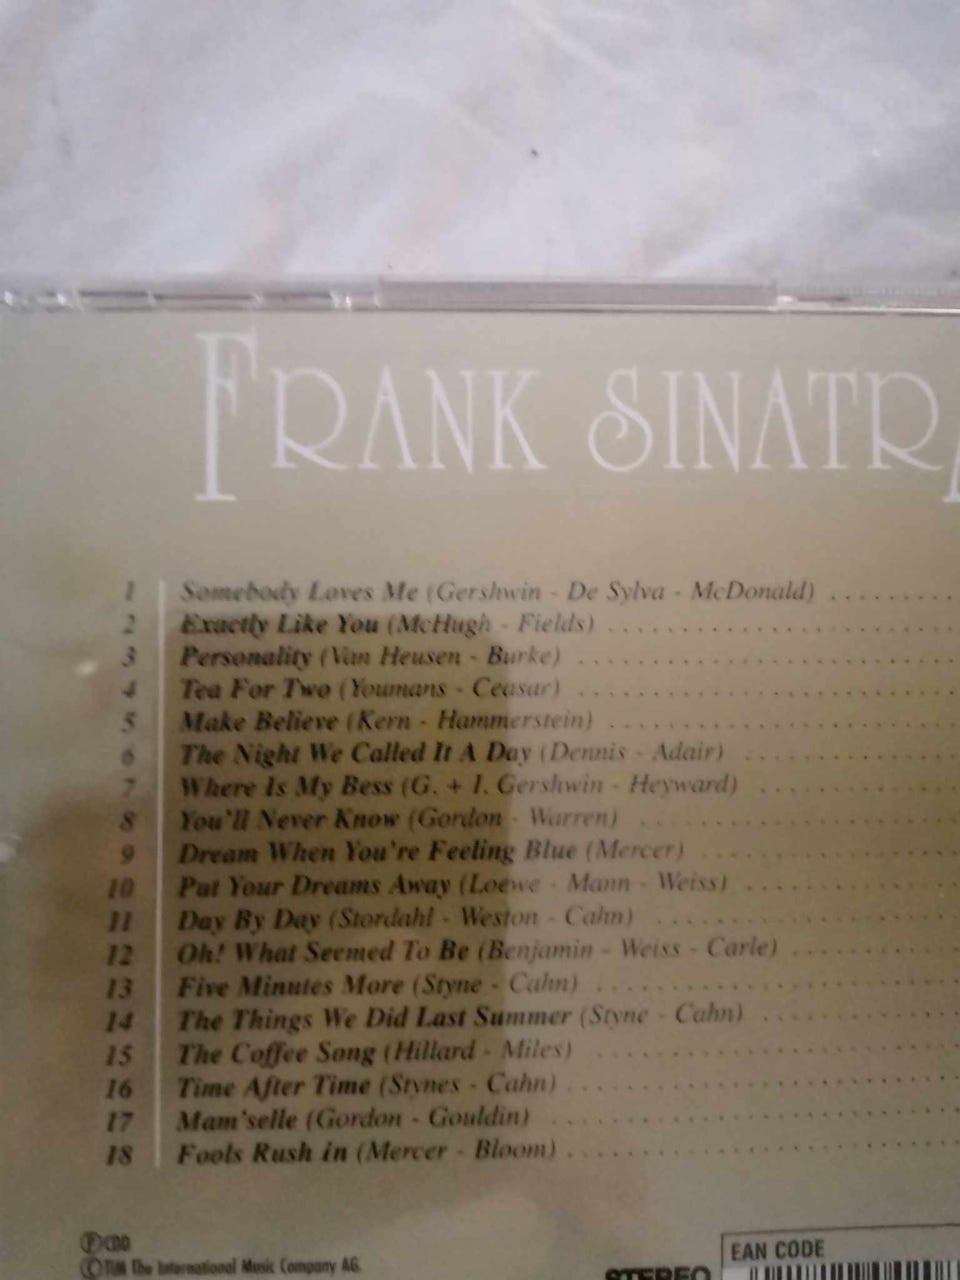 FRANK SINATRA
1 Somebody Loves Me (Gershwin - De Sylva - McDonald) .........
2 Exactly Like You (McHugh - Fields) .........
3 Personality (Van Heusen - Burke) .........
4 Tea For Two (Youmans - Ceasar) .........
5 Make Believe (Kern - Hammerstein) .........
6 The Night We Called It A Day (Dennis - Adair) .........
7 Where Is My Bess (G. + I. Gershwin - Heyward) .........
8 You'll Never Know (Gordon - Warren) .........
9 Dream When You're Feeling Blue (Mercer) .........
10 Put Your Dreams Away (Loewe - Mann - Weiss) .........
11 Day By Day (Stordahl - Weston - Cahn) .........
12 Oh! What Seemed To Be (Benjamin - Weiss - Carle) .........
13 Five Minutes More (Styne - Cahn) .........
14 The Things We Did Last Summer (Styne - Cahn) .........
15 The Coffee Song (Hillard - Miles) .........
16 Time After Time (Stynes - Cahn) .........
17 Mam'selle (Gordon - Gouldin) .........
18 Fools Rush in (Mercer - Bloom) .........
Ⓟ CDD
© TIM The International Music Company AG.
STEREO
EAN CODE